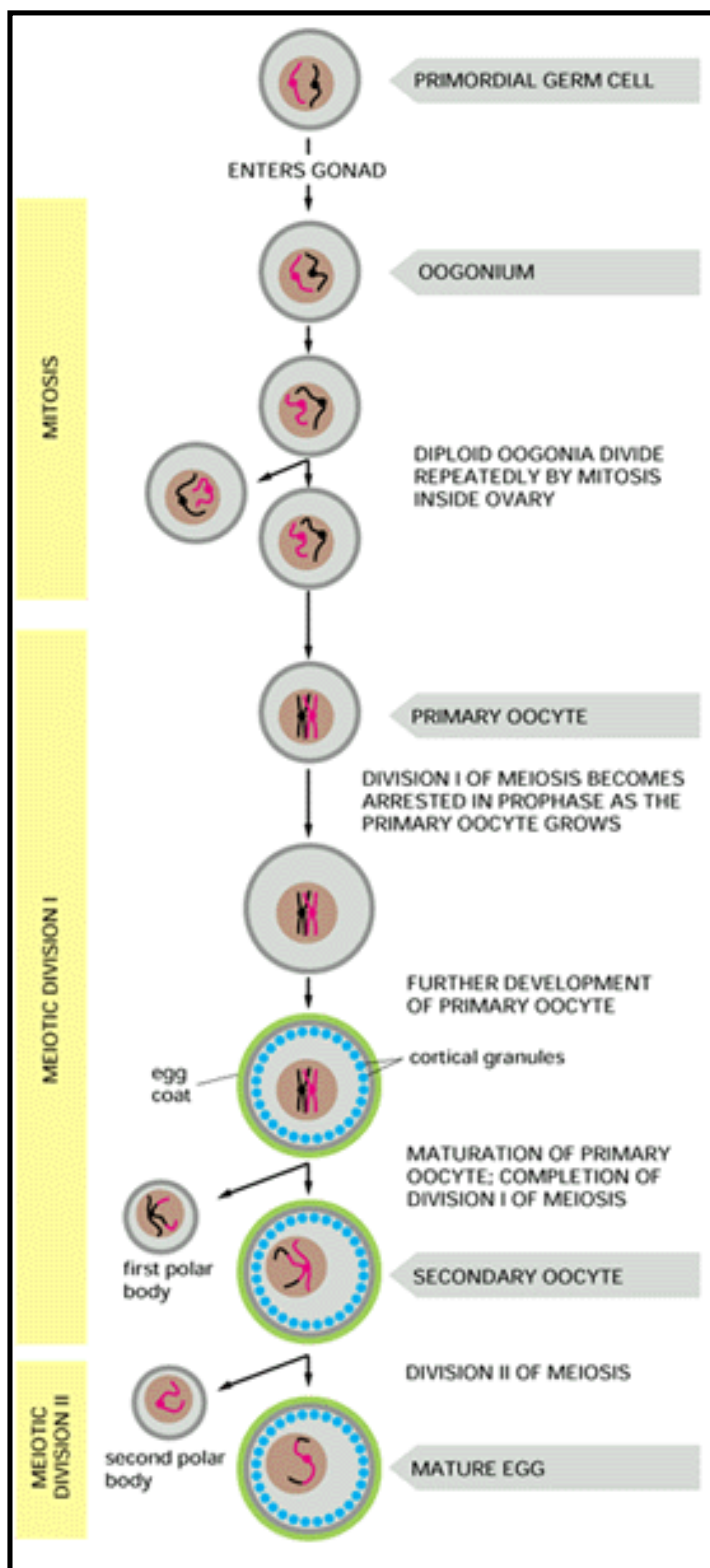 PRIMORDIAL GERM CELL
ENTERS GONAD
MITOSIS
OOGONIUM
DIPLOID OOGONIA DIVIDE
REPEATEDLY BY MITOSIS
INSIDE OVARY
MEIOTIC DIVISION I
PRIMARY OOCYTE
DIVISION I OF MEIOSIS BECOMES
ARRESTED IN PROPHASE AS THE
PRIMARY OOCYTE GROWS
FURTHER DEVELOPMENT
OF PRIMARY OOCYTE
egg
coat
cortical granules
MATURATION OF PRIMARY
OOCYTE; COMPLETION OF
DIVISION I OF MEIOSIS
first polar
body
SECONDARY OOCYTE
MEIOTIC
DIVISION II
DIVISION II OF MEIOSIS
second polar
body
MATURE EGG